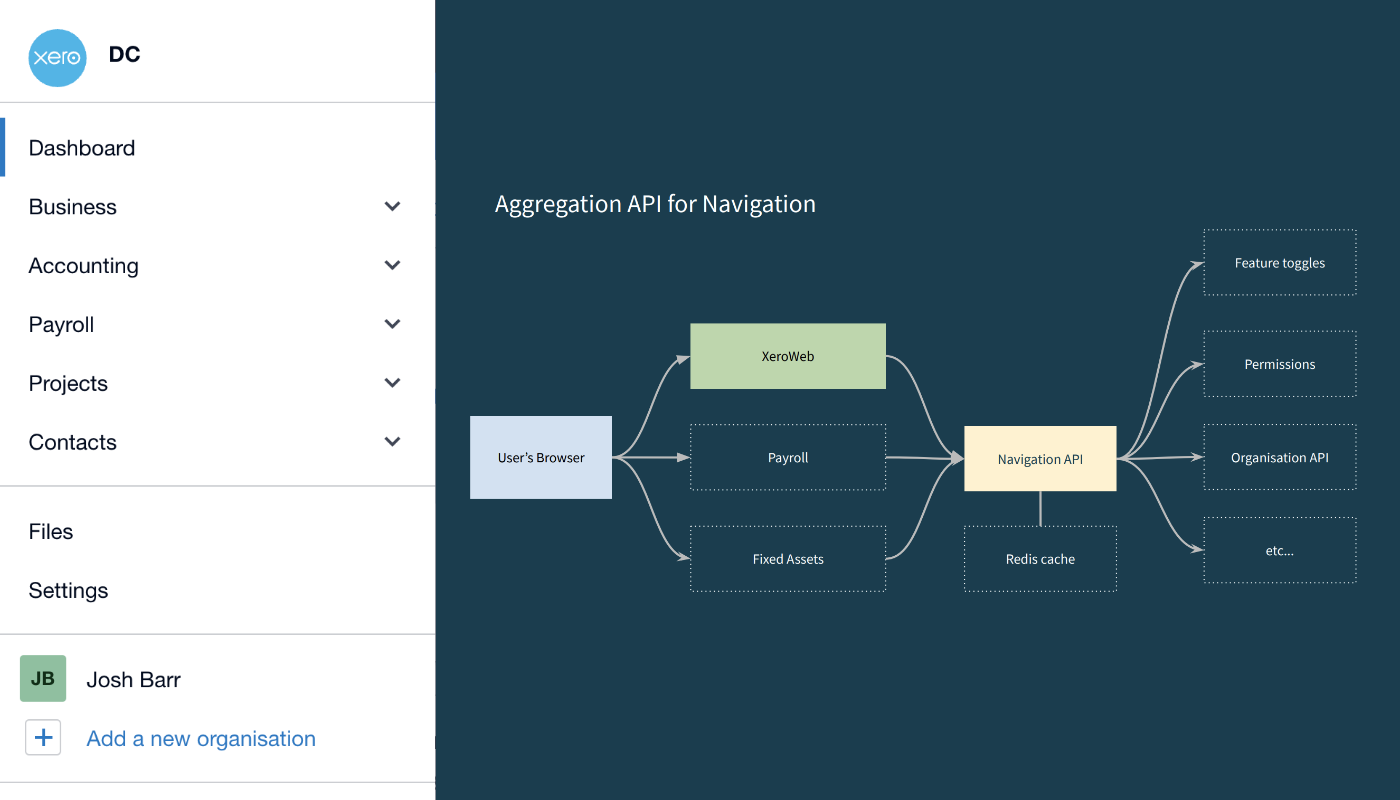 xero DC
Dashboard
Business
Accounting
Payroll
Projects
Contacts
Files
Settings
JB Josh Barr
Add a new organisation
Aggregation API for Navigation
User’s Browser
XeroWeb
Payroll
Fixed Assets
Navigation API
Redis cache
Feature toggles
Permissions
Organisation API
etc...